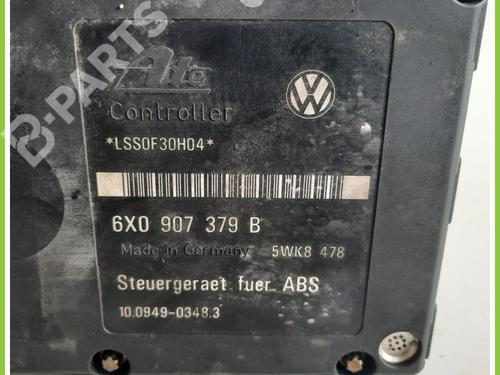 B-PARTS
Ate
Controller
*LSS0F30H04*
6X0 907 379 B
Made in Germany 5WK8 478
Steuergeraet fuer ABS
10.0949-0348.3